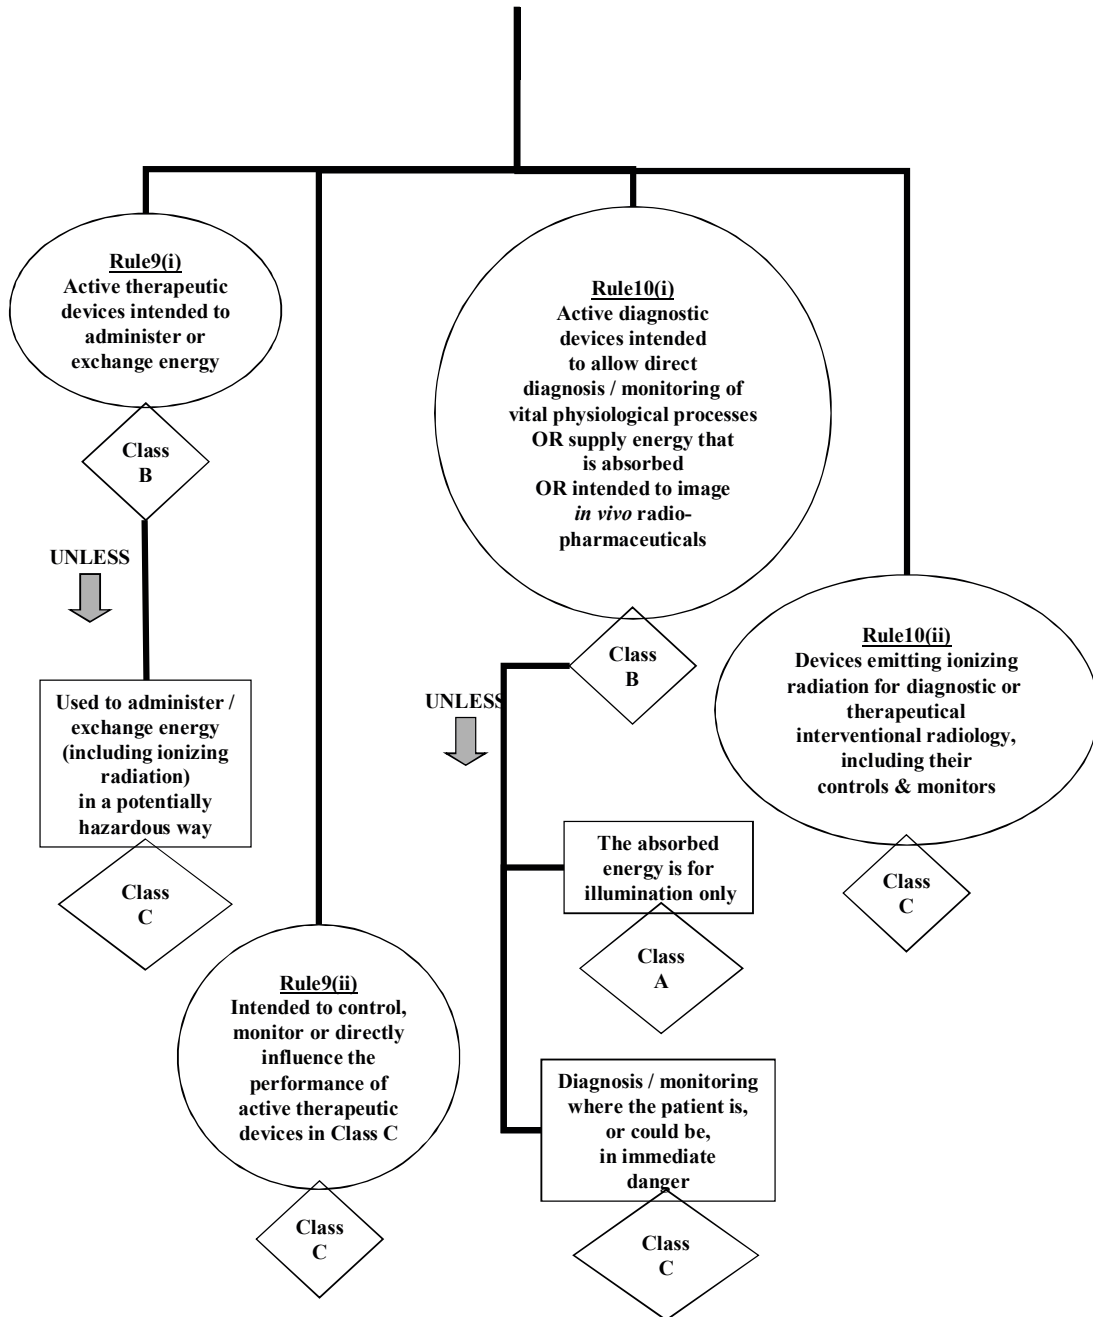 Rule9(i)
Active therapeutic
devices intended to
administer or
exchange energy
Class
B
UNLESS
Used to administer /
exchange energy
(including ionizing
radiation)
in a potentially
hazardous way
Class
C
Rule9(ii)
Intended to control,
monitor or directly
influence the
performance of
active therapeutic
devices in Class C
Class
C
Rule10(i)
Active diagnostic
devices intended
to allow direct
diagnosis / monitoring of
vital physiological processes
OR supply energy that
is absorbed
OR intended to image
in vivo radio-
pharmaceuticals
Class
B
UNLESS
The absorbed
energy is for
illumination only
Class
A
Diagnosis / monitoring
where the patient is,
or could be,
in immediate
danger
Class
C
Rule10(ii)
Devices emitting ionizing
radiation for diagnostic or
therapeutical
interventional radiology,
including their
controls & monitors
Class
C